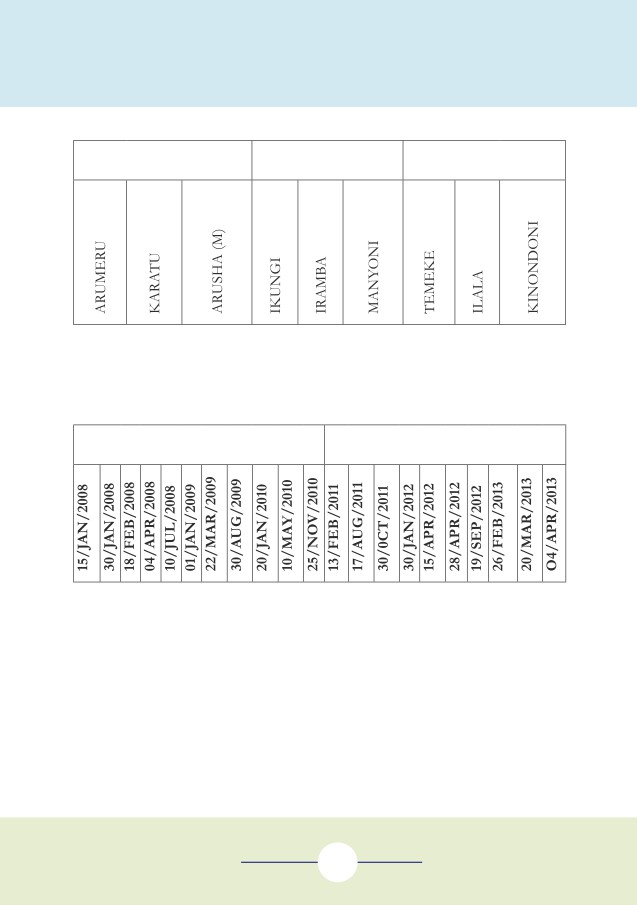 ARUMERU
KARATU
ARUSHA (M)
IKUNGI
IRAMBA
MANYONI
TEMEKE
ILALA
KINONDONI
15/JAN/2008
30/JAN/2008
18/FEB/2008
04/APR/2008
10/JUL/2008
01/JAN/2009
22/MAR/2009
30/AUG/2009
20/JAN/2010
10/MAY/2010
25/NOV/2010
13/FEB/2011
17/AUG/2011
30/0CT/2011
30/JAN/2012
15/APR/2012
28/APR/2012
19/SEP/2012
26/FEB/2013
20/MAR/2013
O4/APR/2013